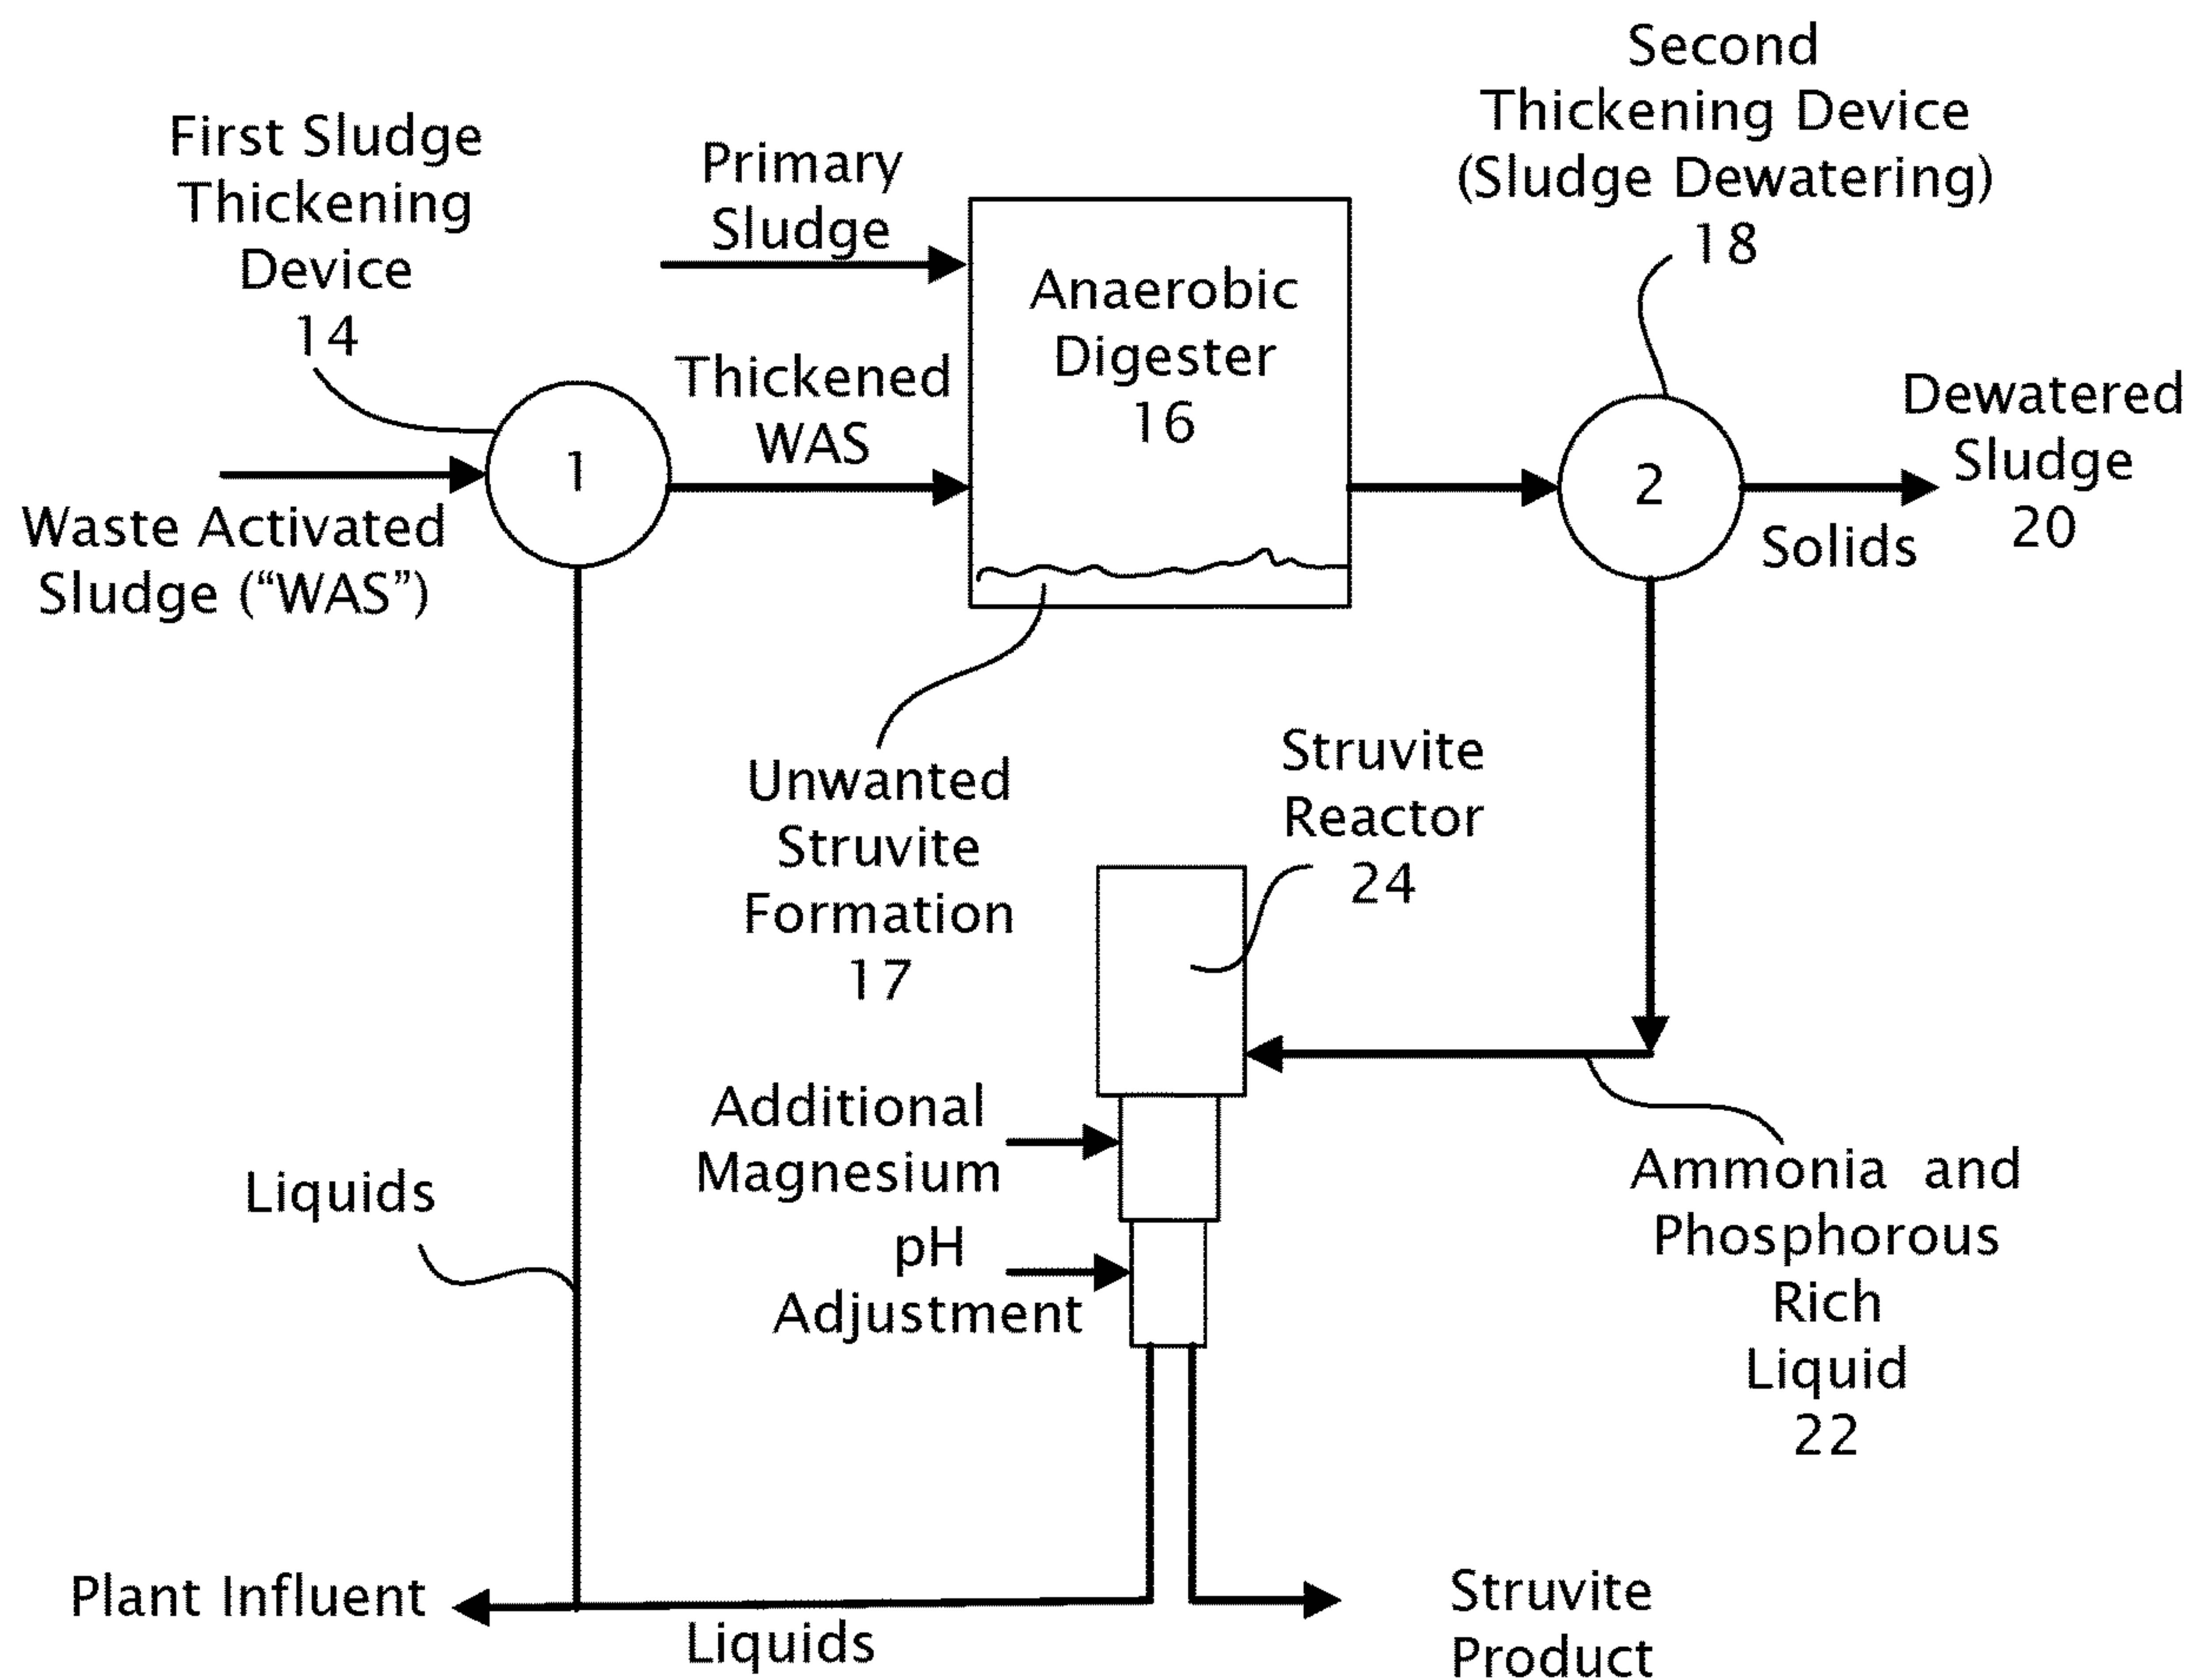 First Sludge
Thickening
Device
14
Primary
Sludge
Second
Thickening Device
(Sludge Dewatering)
18
Anaerobic
Digester
16
Thickened
WAS
1
2
Waste Activated
Sludge (“WAS”)
Dewatered
Sludge
20
Solids
Unwanted
Struvite
Formation
17
Struvite
Reactor
24
Additional
Magnesium
pH
Adjustment
Ammonia and
Phosphorous
Rich
Liquid
22
Liquids
Plant Influent
Liquids
Struvite
Product